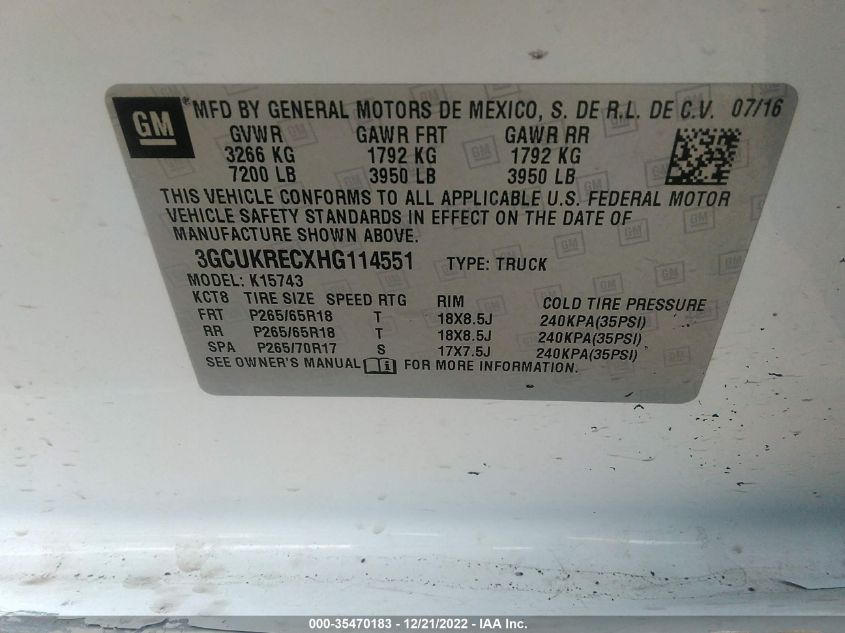 GM® MFD BY GENERAL MOTORS DE MEXICO, S. DE R.L. DE C.V. 07/16
GVWR GAWR FRT GAWR RR
3266 KG 1792 KG 1792 KG
7200 LB 3950 LB 3950 LB
THIS VEHICLE CONFORMS TO ALL APPLICABLE U.S. FEDERAL MOTOR
VEHICLE SAFETY STANDARDS IN EFFECT ON THE DATE OF
MANUFACTURE SHOWN ABOVE.
3GCUKRECXHG114551 TYPE: TRUCK
MODEL: K15743
KCT8 TIRE SIZE SPEED RTG RIM COLD TIRE PRESSURE
FRT P265/65R18 T 18X8.5J 240KPA(35PSI)
RR P265/65R18 T 18X8.5J 240KPA(35PSI)
SPA P265/70R17 S 17X7.5J 240KPA(35PSI)
SEE OWNER'S MANUAL FOR MORE INFORMATION.
000-35470183 - 12/21/2022 - IAA Inc.